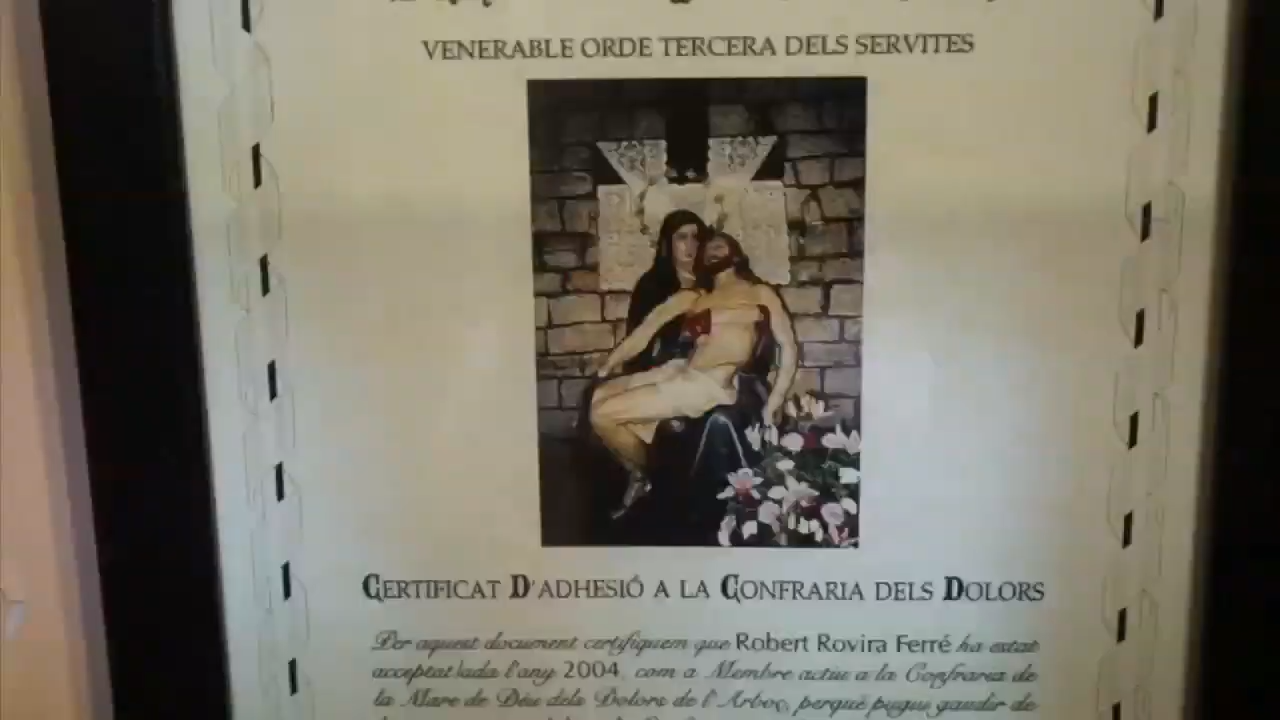 VENERABLE ORDE TERCERA DELS SERVITES
CERTIFICAT D'ADHESIÓ A LA CONFRARIA DELS DOLORS
Per aquest document certifiquem que Robert Rovira Ferré ha estat
acceptat/ada l'any 2004, com a Membre actiu a la Confraria de
la Mare de Déu dels Dolors de l'Arboç, perquè pugui gaudir de